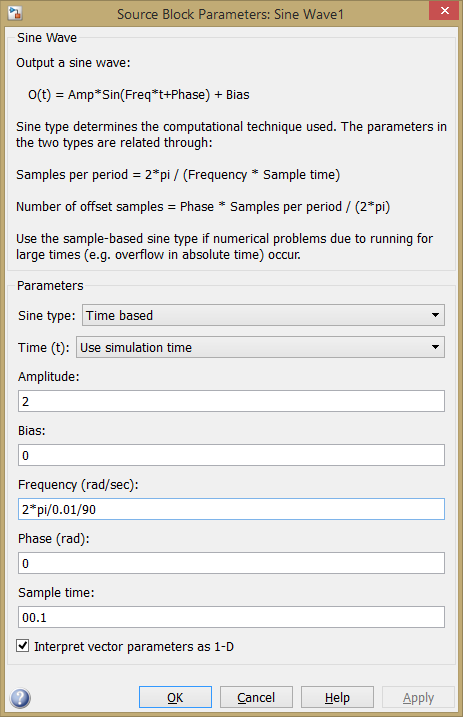 Source Block Parameters: Sine Wave1
Sine Wave
Output a sine wave:
O(t) = Amp*Sin(Freq*t+Phase) + Bias
Sine type determines the computational technique used. The parameters in
the two types are related through:
Samples per period = 2*pi / (Frequency * Sample time)
Number of offset samples = Phase * Samples per period / (2*pi)
Use the sample-based sine type if numerical problems due to running for
large times (e.g. overflow in absolute time) occur.
Parameters
Sine type: Time based
Time (t): Use simulation time
Amplitude:
2
Bias:
0
Frequency (rad/sec):
2*pi/0.01/90
Phase (rad):
0
Sample time:
00.1
Interpret vector parameters as 1-D
? OK Cancel Help Apply